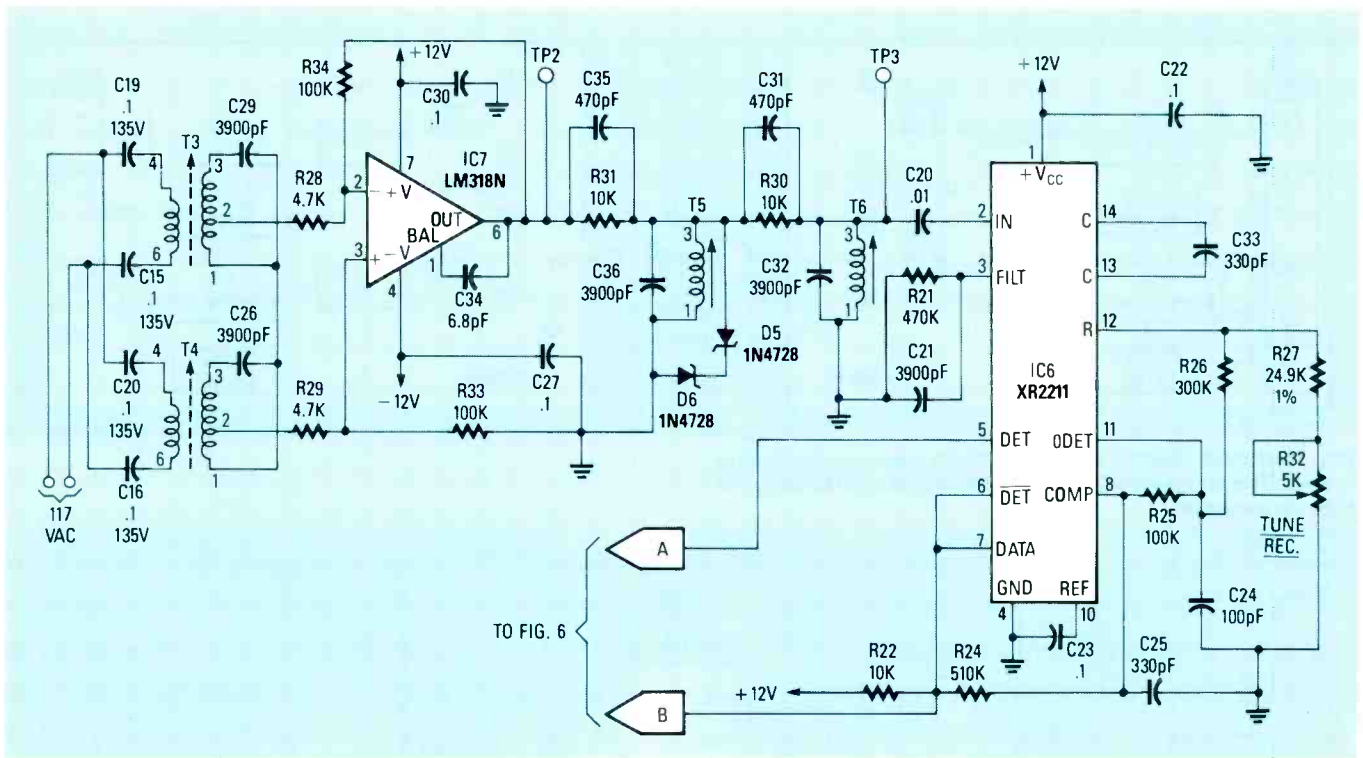 C19
.1
135V
T3
C29
3900pF
4
3
2
6
1
C15
.1
135V
C26
3900pF
T4
4
3
2
6
1
C20
.1
135V
C16
.1
135V
117
VAC
R28
4.7K
R29
4.7K
R34
100K
+12V
C30
.1
7
IC7
LM318N
2
- +V
OUT
BAL
3
+ -V
6
1
4
C34
6.8pF
-12V
C27
.1
R33
100K
TP2
C35
470pF
R31
10K
C36
3900pF
T5
3
1
D5
1N4728
D6
1N4728
C31
470pF
R30
10K
C32
3900pF
T6
3
1
TP3
C20
.01
R21
470K
C21
3900pF
+12V
C22
.1
1
+VCC
2
IN
C
14
3
FILT
C
13
C33
330pF
R
12
IC6
XR2211
R26
300K
R27
24.9K
1%
5
DET
ODET
11
6
DET
COMP
8
7
DATA
R25
100K
R32
5K
TUNE
REC.
GND
REF
4
10
C23
.1
C24
100pF
C25
330pF
A
TO FIG. 6
B
+12V
R22
10K
R24
510K